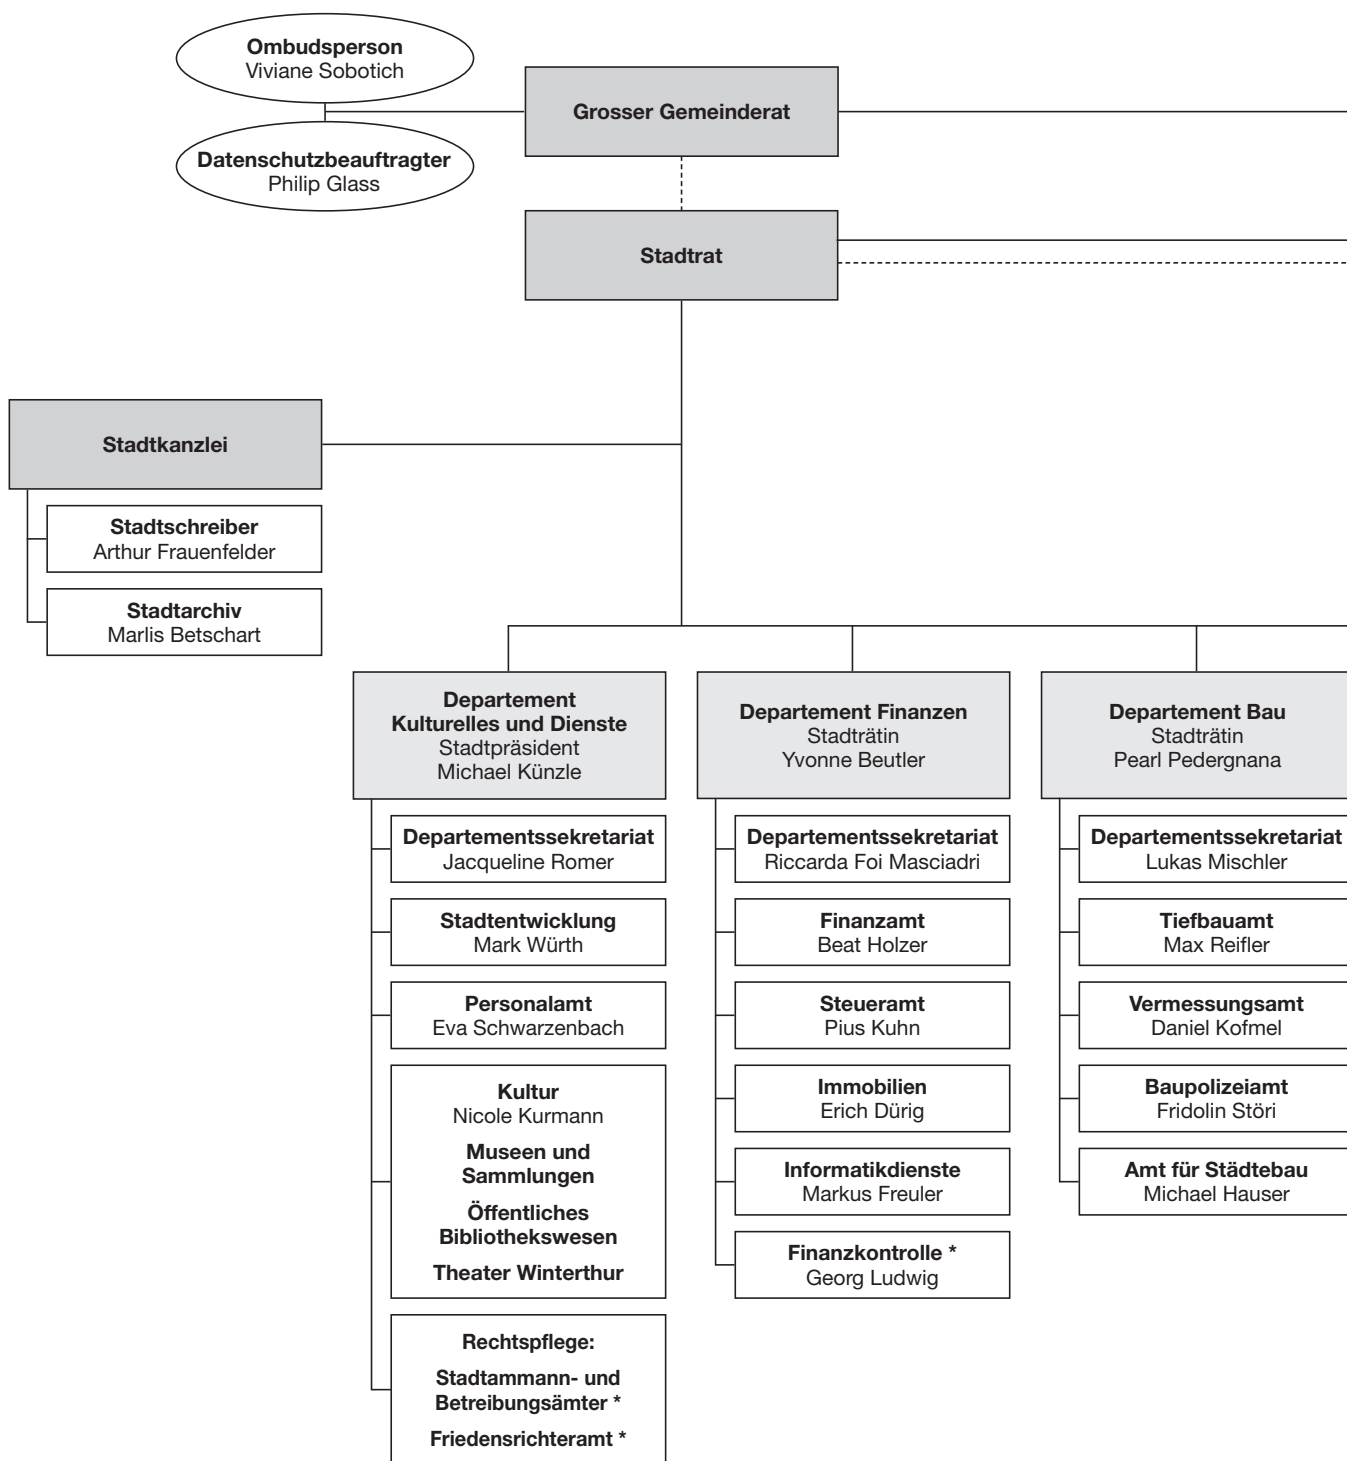 Ombudsperson
Viviane Sobotich
Grosser Gemeinderat
Datenschutzbeauftragter
Philip Glass
Stadtrat
Stadtkanzlei
Stadtschreiber
Arthur Frauenfelder
Stadtarchiv
Marlis Betschart
Departement
Kulturelles und Dienste
Stadtpräsident
Michael Künzle
Departementssekretariat
Jacqueline Romer
Stadtentwicklung
Mark Würth
Personalamt
Eva Schwarzenbach
Kultur
Nicole Kurmann
Museen und
Sammlungen
Öffentliches
Bibliothekswesen
Theater Winterthur
Rechtspflege:
Stadtammann- und
Betreibungsämter *
Friedensrichteramt *
Departement Finanzen
Stadträtin
Yvonne Beutler
Departementssekretariat
Riccarda Foi Masciadri
Finanzamt
Beat Holzer
Steueramt
Pius Kuhn
Immobilien
Erich Dürig
Informatikdienste
Markus Freuler
Finanzkontrolle *
Georg Ludwig
Departement Bau
Stadträtin
Pearl Pedergnana
Departementssekretariat
Lukas Mischler
Tiefbauamt
Max Reifler
Vermessungsamt
Daniel Kofmel
Baupolizeiamt
Fridolin Störi
Amt für Städtebau
Michael Hauser